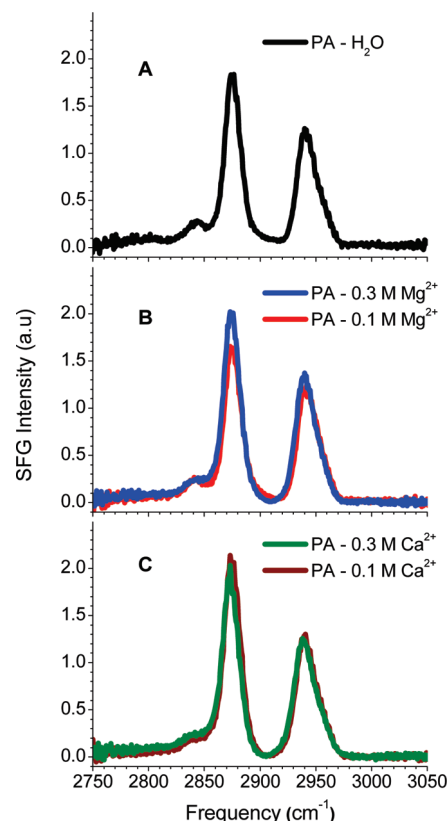 PA - H₂O
A
2.0
1.5
1.0
0.5
0.0
PA - 0.3 M Mg²⁺
B
PA - 0.1 M Mg²⁺
2.0
1.5
1.0
0.5
0.0
SFG Intensity (a.u)
PA - 0.3 M Ca²⁺
C
PA - 0.1 M Ca²⁺
2.0
1.5
1.0
0.5
0.0
2750 2800 2850 2900 2950 3000 3050
Frequency (cm⁻¹)